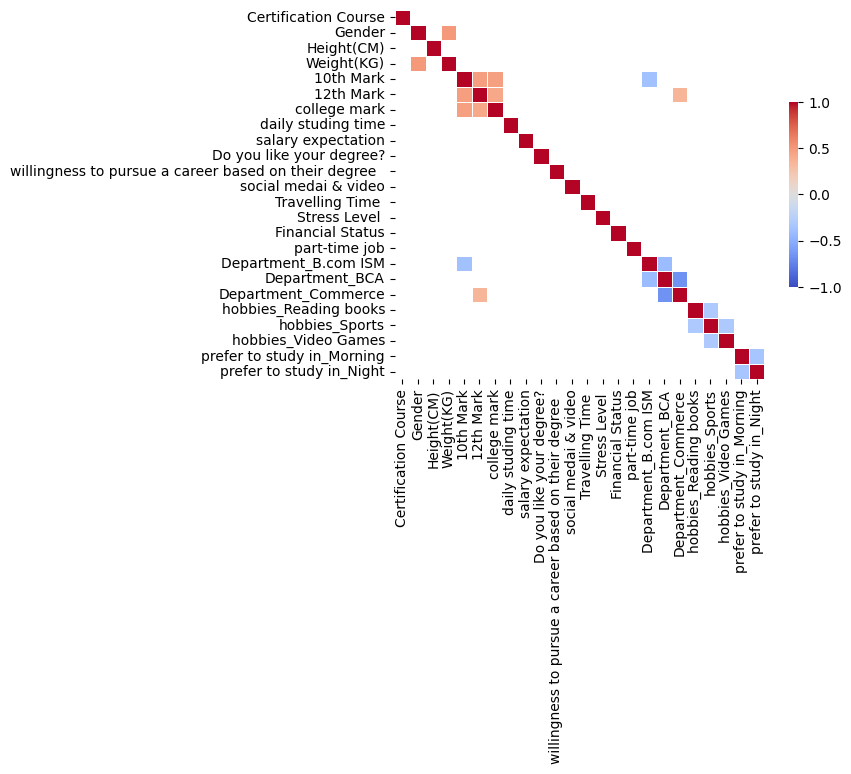 Certification Course
Gender
Height(CM)
Weight(KG)
10th Mark
12th Mark
college mark
daily studing time
salary expectation
Do you like your degree?
willingness to pursue a career based on their degree
social medai & video
Travelling Time
Stress Level
Financial Status
part-time job
Department_B.com ISM
Department_BCA
Department_Commerce
hobbies_Reading books
hobbies_Sports
hobbies_Video Games
prefer to study in_Morning
prefer to study in_Night
Certification Course
Gender
Height(CM)
Weight(KG)
10th Mark
12th Mark
college mark
daily studing time
salary expectation
Do you like your degree?
willingness to pursue a career based on their degree
social medai & video
Travelling Time
Stress Level
Financial Status
part-time job
Department_B.com ISM
Department_BCA
Department_Commerce
hobbies_Reading books
hobbies_Sports
hobbies_Video Games
prefer to study in_Morning
prefer to study in_Night
1.0
0.5
0.0
−0.5
−1.0